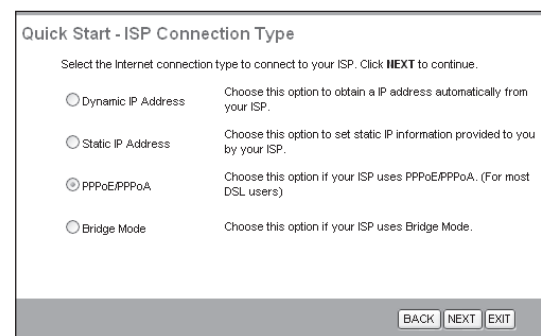 Quick Start - ISP Connection Type
Select the Internet connection type to connect to your ISP. Click NEXT to continue.
Dynamic IP Address
Choose this option to obtain a IP address automatically from
your ISP.
Static IP Address
Choose this option to set static IP information provided to you
by your ISP.
PPPoE/PPPoA
Choose this option if your ISP uses PPPoE/PPPoA. (For most
DSL users)
Bridge Mode
Choose this option if your ISP uses Bridge Mode.
BACK NEXT EXIT